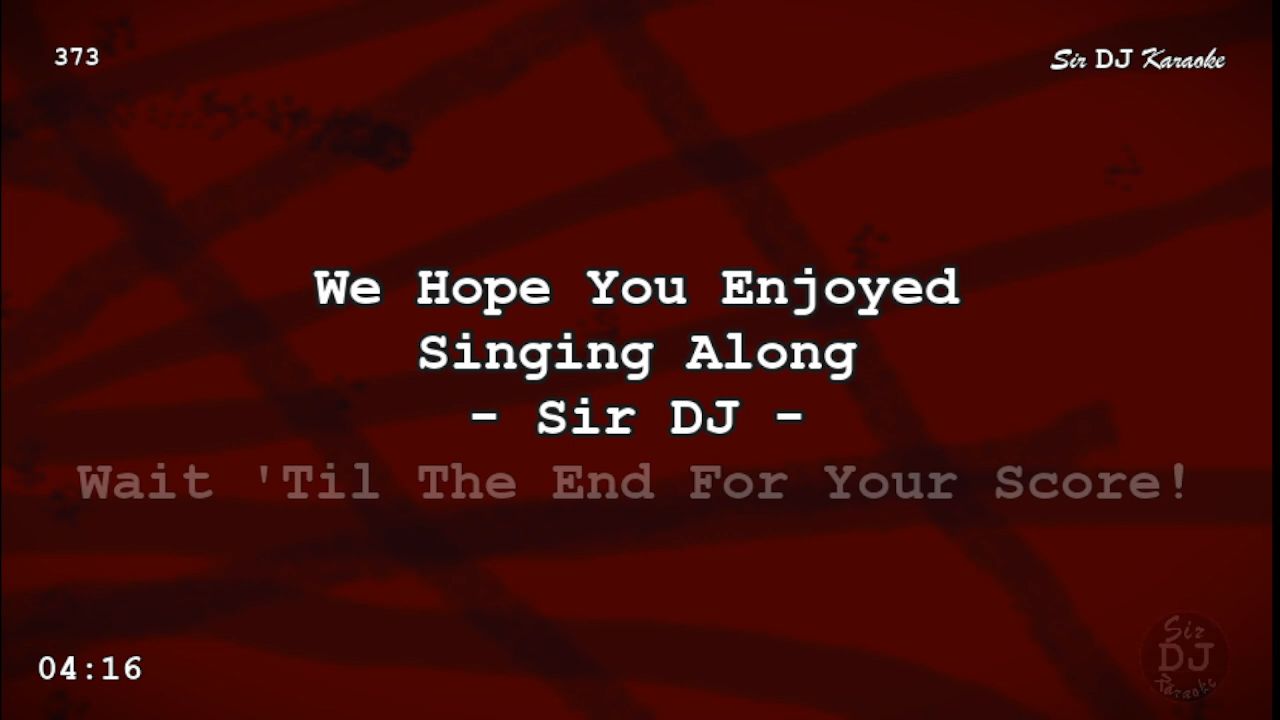 373
Sir DJ Karaoke
We Hope You Enjoyed
Singing Along
- Sir DJ -
Wait 'Til The End For Your Score!
04:16
Sir
DJ
Karaoke